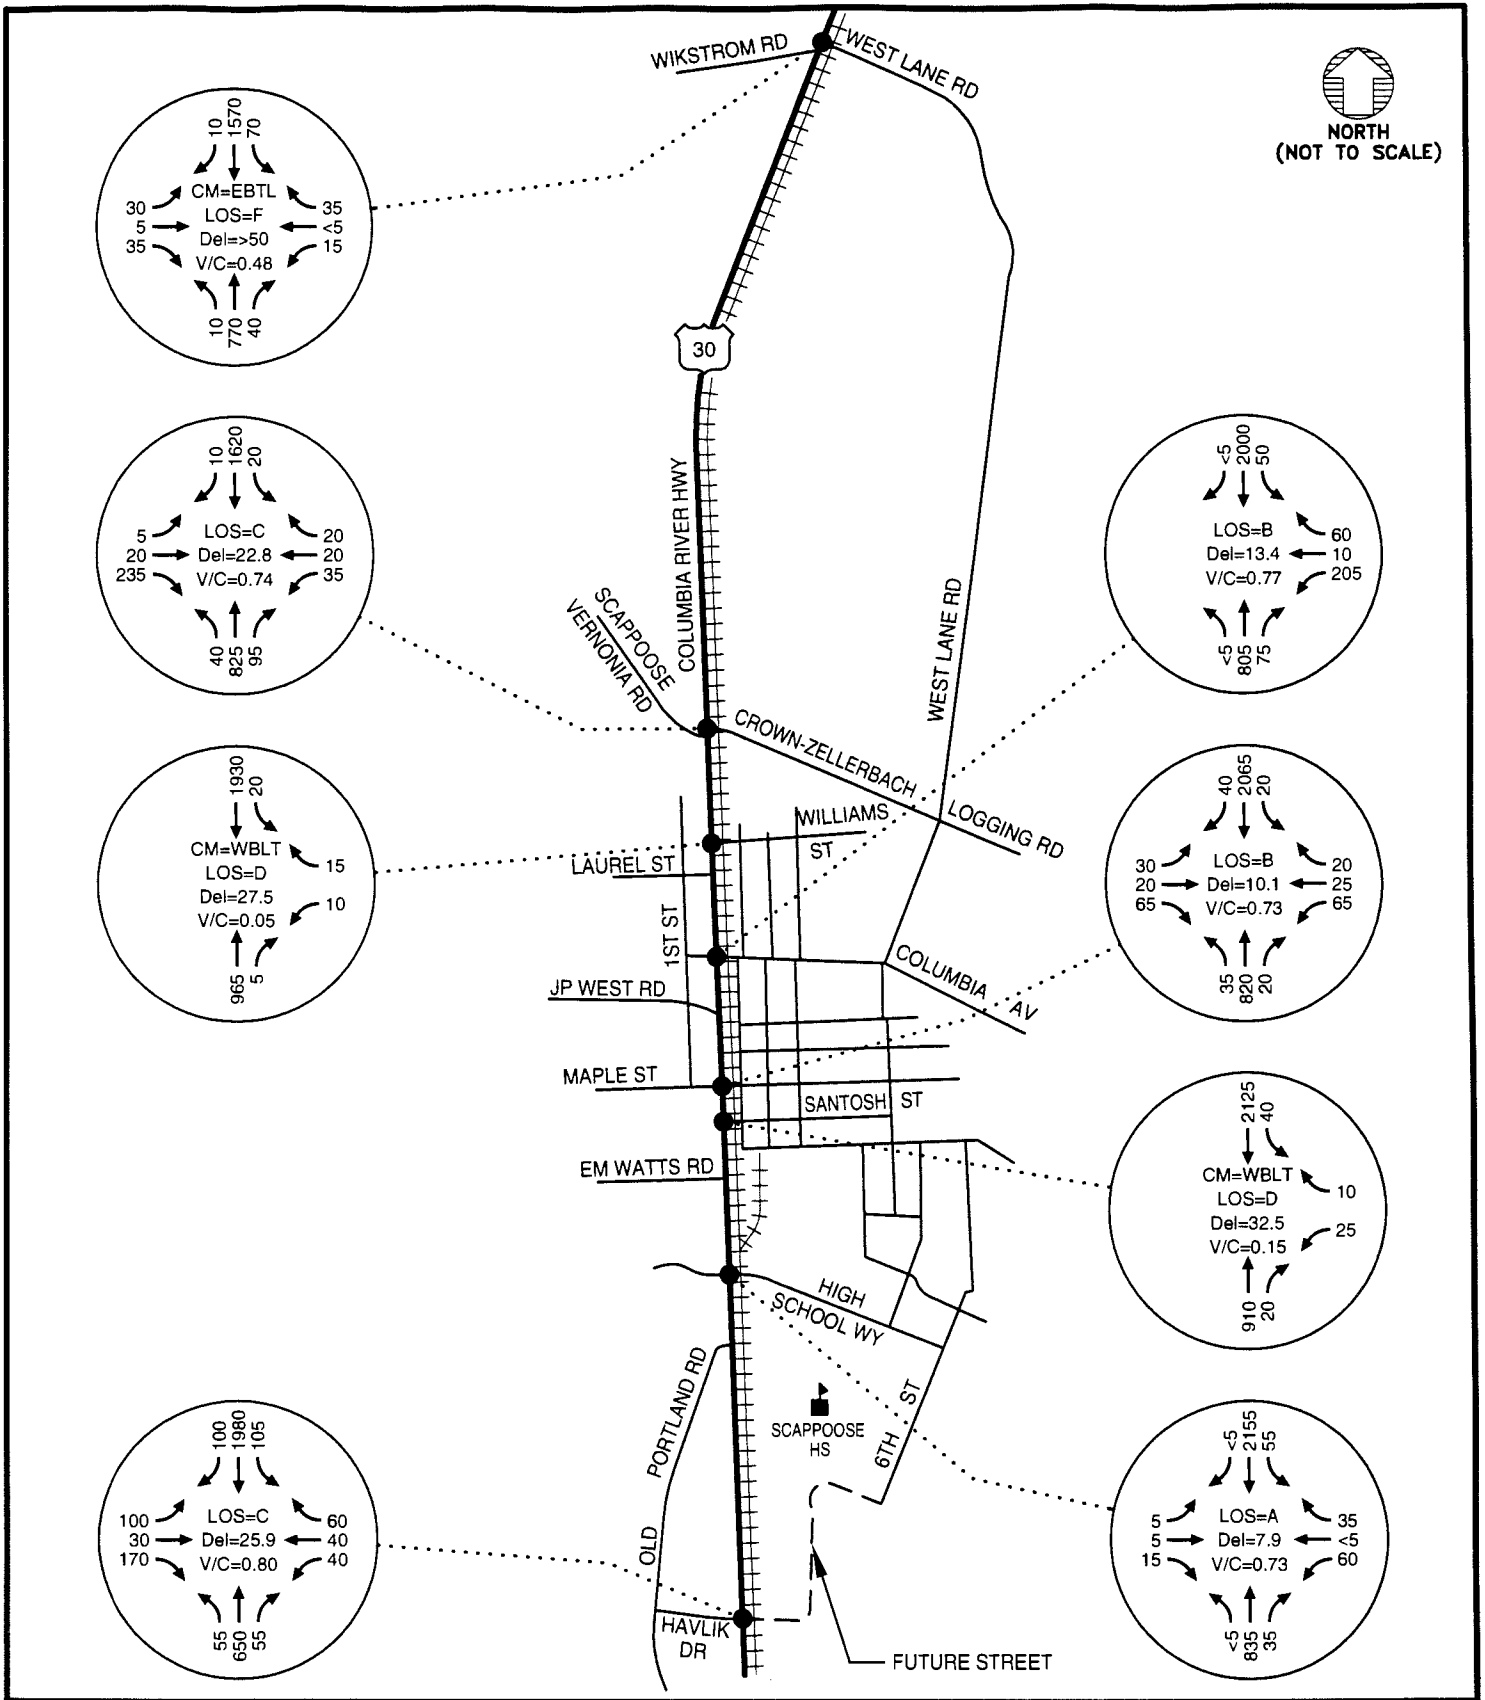 WIKSTROM RD
WEST LANE RD
NORTH
(NOT TO SCALE)
10
1570
70
CM=EBTL
30
35
LOS=F
5
<5
Del=>50
35
15
V/C=0.48
10
770
40
30
COLUMBIA RIVER HWY
10
1620
20
LOS=C
5
20
20
Del=22.8
20
235
V/C=0.74
35
40
825
95
<5
2000
50
LOS=B
60
Del=13.4
10
V/C=0.77
205
<5
805
75
SCAPPOOSE
VERNONIA RD
WEST LANE RD
CROWN-ZELLERBACH
LOGGING RD
1930
20
CM=WBLT
15
LOS=D
Del=27.5
10
V/C=0.05
965
5
WILLIAMS
ST
LAUREL ST
1ST ST
40
2065
20
LOS=B
30
20
20
Del=10.1
25
65
V/C=0.73
65
35
820
20
COLUMBIA
AV
JP WEST RD
MAPLE ST
SANTOSH
ST
EM WATTS RD
2125
40
CM=WBLT
10
LOS=D
Del=32.5
25
V/C=0.15
910
20
HIGH
SCHOOL WY
OLD
PORTLAND RD
SCAPPOOSE
HS
6TH
ST
100
1980
105
LOS=C
100
60
30
Del=25.9
40
170
V/C=0.80
40
55
650
55
<5
2155
55
LOS=A
5
35
5
Del=7.9
<5
15
V/C=0.73
60
<5
835
35
HAVLIK
DR
FUTURE STREET